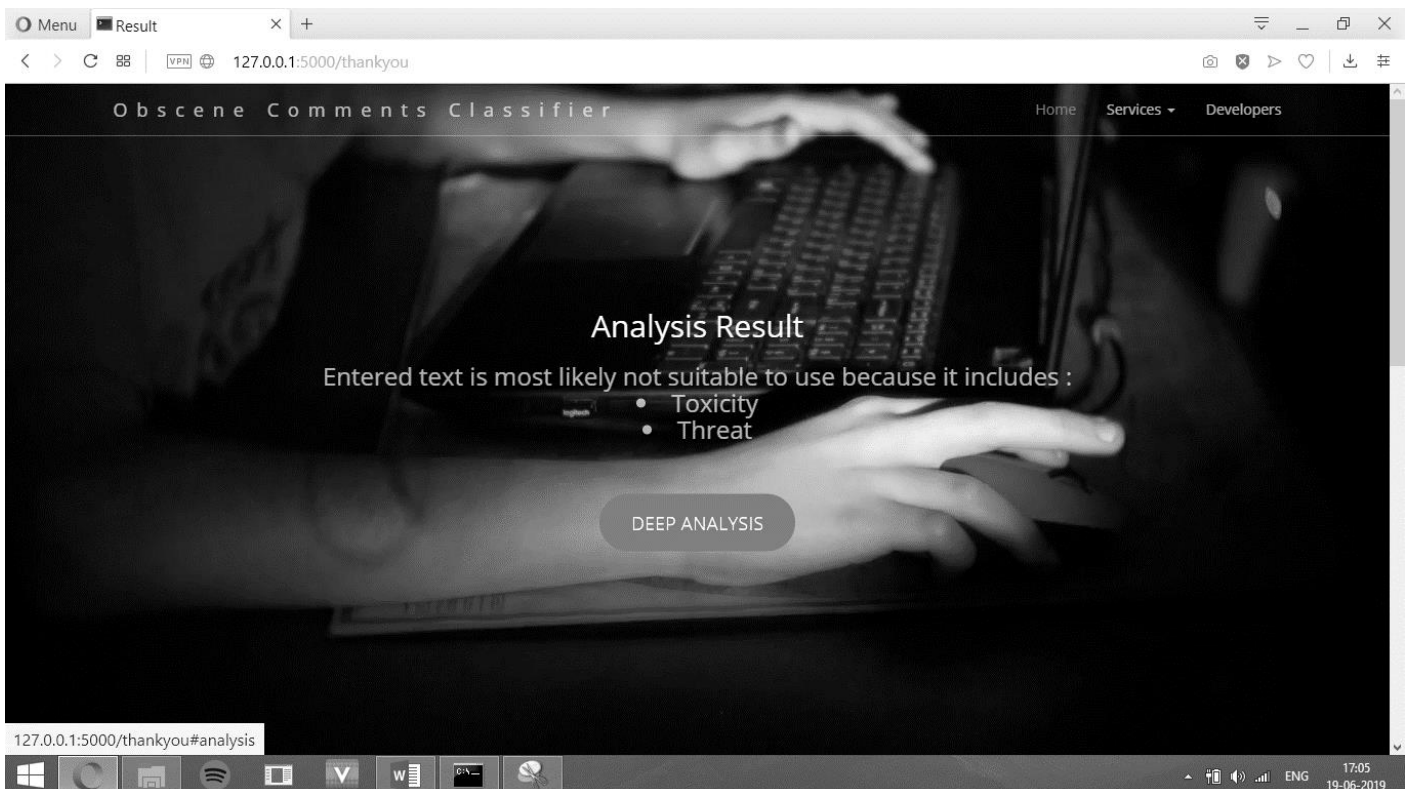 Menu
Result
VPN
127.0.0.1:5000/thankyou
Obscene Comments Classifier
Home Services Developers
Analysis Result
Entered text is most likely not suitable to use because it includes :
• Toxicity
• Threat
logitech
DEEP ANALYSIS
127.0.0.1:5000/thankyou#analysis
ENG
17:05
19-06-2019